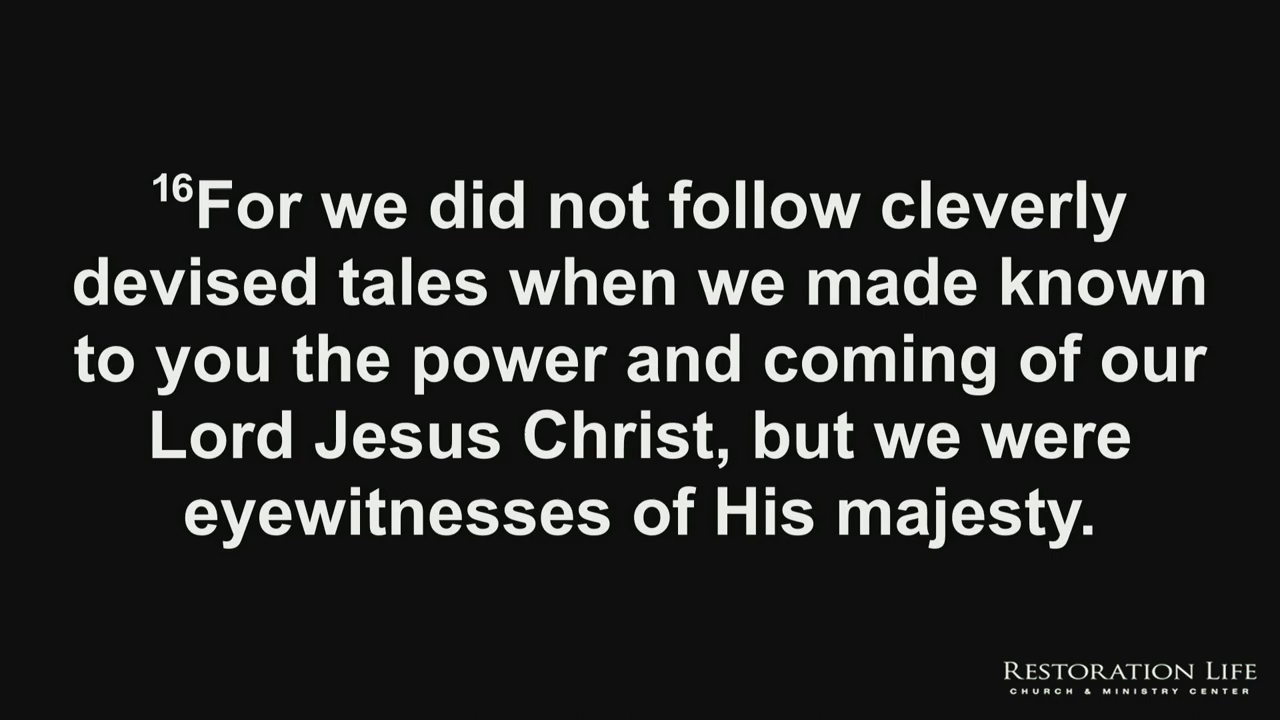 ¹⁶For we did not follow cleverly
devised tales when we made known
to you the power and coming of our
Lord Jesus Christ, but we were
eyewitnesses of His majesty.
RESTORATION LIFE
CHURCH & MINISTRY CENTER